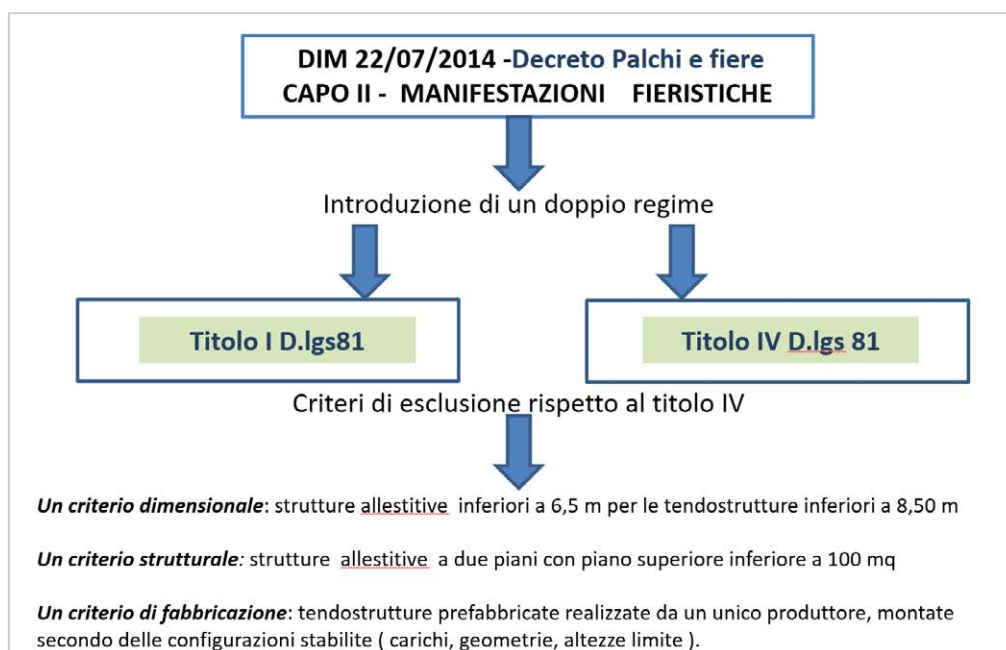 DIM 22/07/2014 -Decreto Palchi e fiere
CAPO II - MANIFESTAZIONI FIERISTICHE
Introduzione di un doppio regime
Titolo I D.lgs81
Titolo IV D.lgs 81
Criteri di esclusione rispetto al titolo IV
Un criterio dimensionale: strutture allestitive inferiori a 6,5 m per le tendostrutture inferiori a 8,50 m
Un criterio strutturale: strutture allestitive a due piani con piano superiore inferiore a 100 mq
Un criterio di fabbricazione: tendostrutture prefabbricate realizzate da un unico produttore, montate
secondo delle configurazioni stabilite ( carichi, geometrie, altezze limite ).